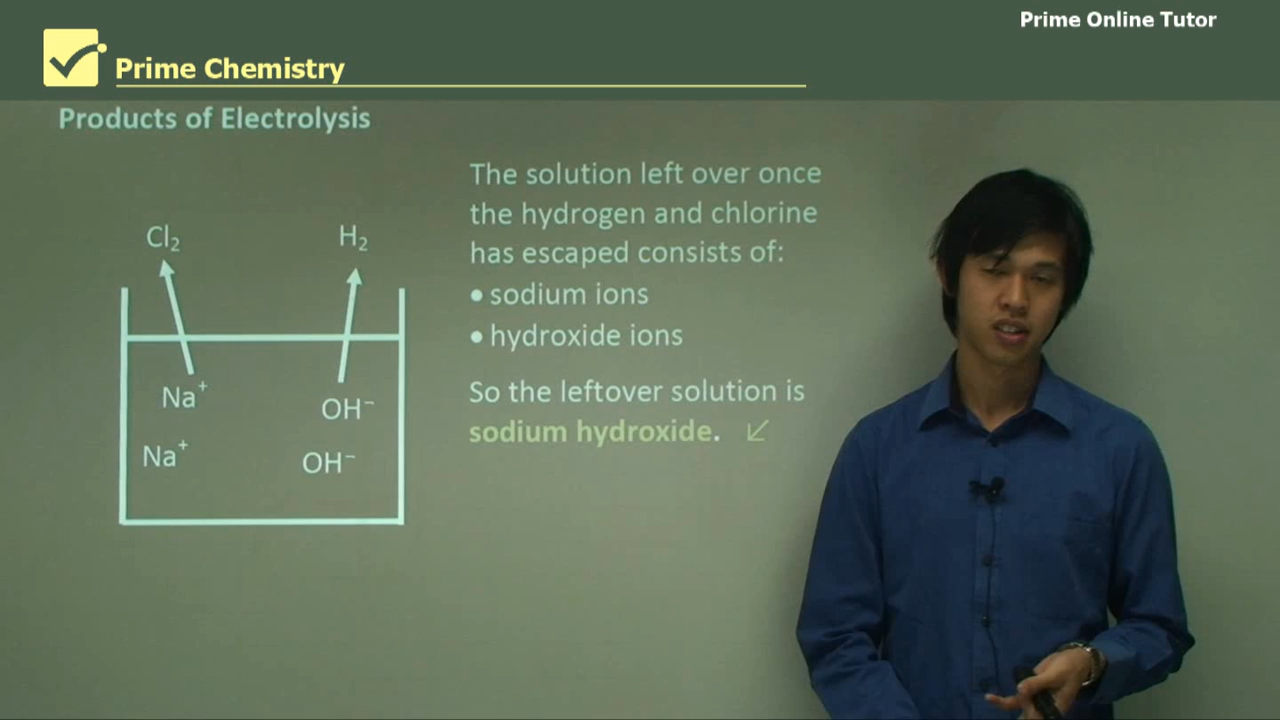 Prime Online Tutor
Prime Chemistry
Products of Electrolysis
Cl₂
H₂
Na⁺
OH⁻
Na⁺
OH⁻
The solution left over once
the hydrogen and chlorine
has escaped consists of:
• sodium ions
• hydroxide ions
So the leftover solution is
sodium hydroxide.